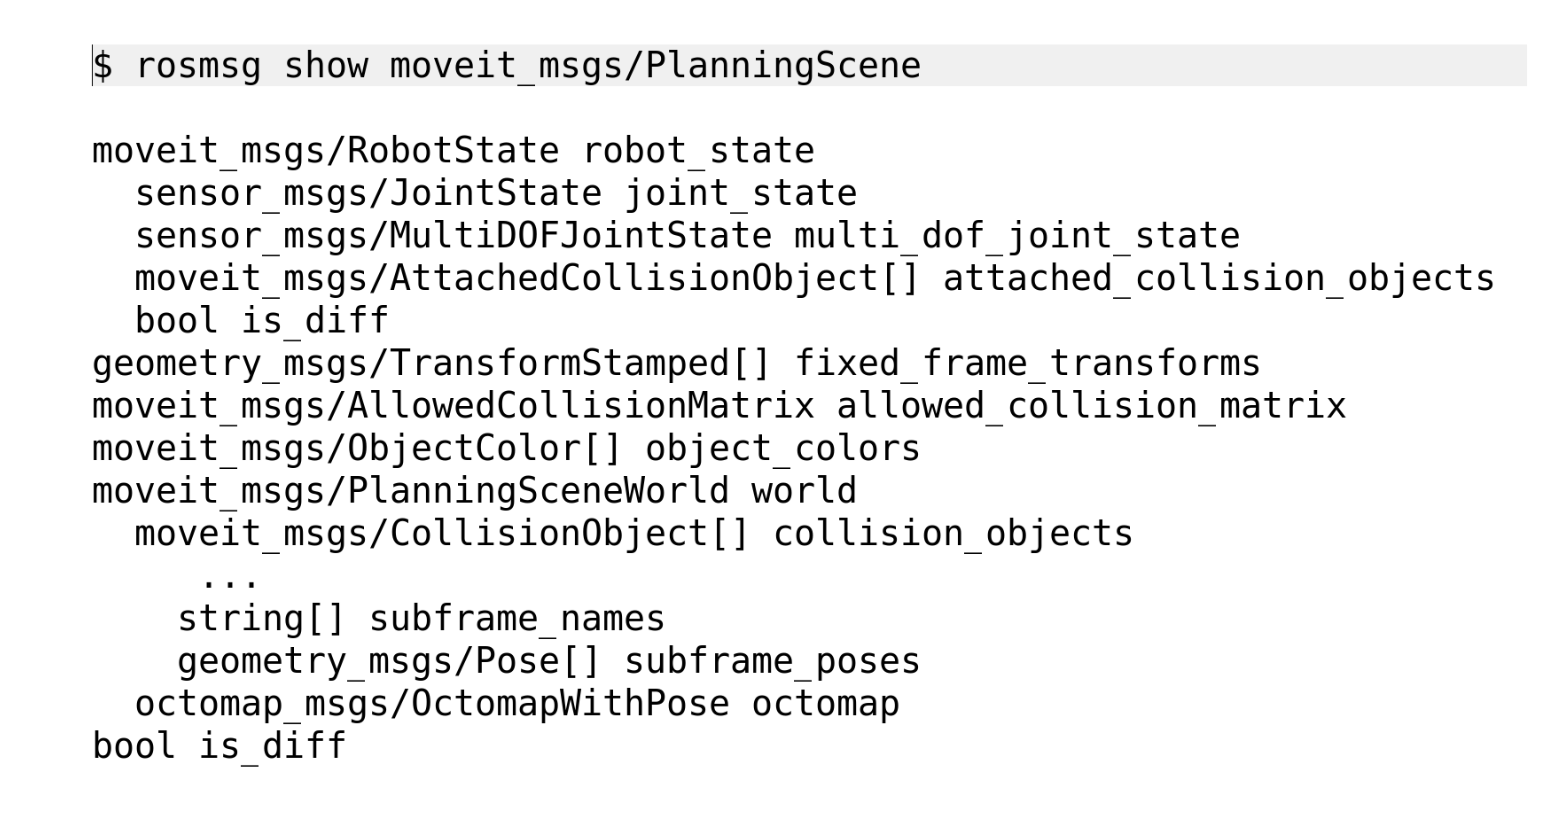 $ rosmsg show moveit_msgs/PlanningScene
moveit_msgs/RobotState robot_state
  sensor_msgs/JointState joint_state
  sensor_msgs/MultiDOFJointState multi_dof_joint_state
  moveit_msgs/AttachedCollisionObject[] attached_collision_objects
  bool is_diff
geometry_msgs/TransformStamped[] fixed_frame_transforms
moveit_msgs/AllowedCollisionMatrix allowed_collision_matrix
moveit_msgs/ObjectColor[] object_colors
moveit_msgs/PlanningSceneWorld world
  moveit_msgs/CollisionObject[] collision_objects
     ...
    string[] subframe_names
    geometry_msgs/Pose[] subframe_poses
  octomap_msgs/OctomapWithPose octomap
bool is_diff